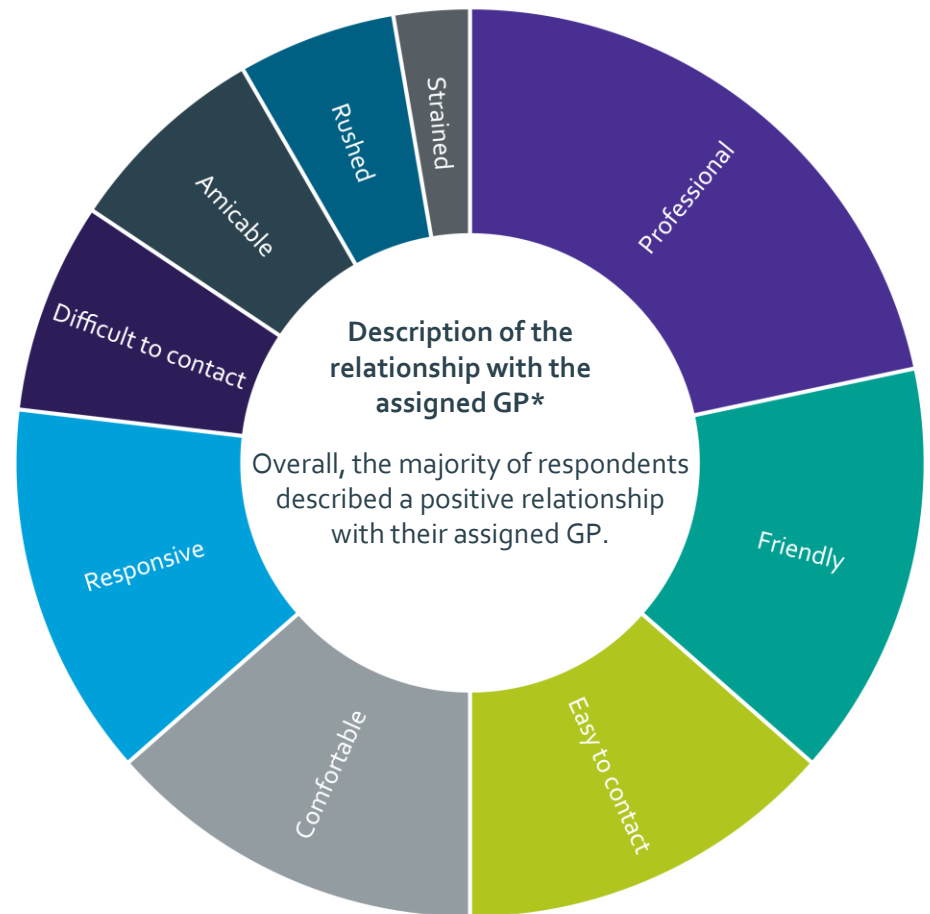 Strained
Professional
Rushed
Amicable
Difficult to contact
Description of the
relationship with the
assigned GP*
Overall, the majority of respondents
described a positive relationship
with their assigned GP.
Friendly
Responsive
Easy to contact
Comfortable